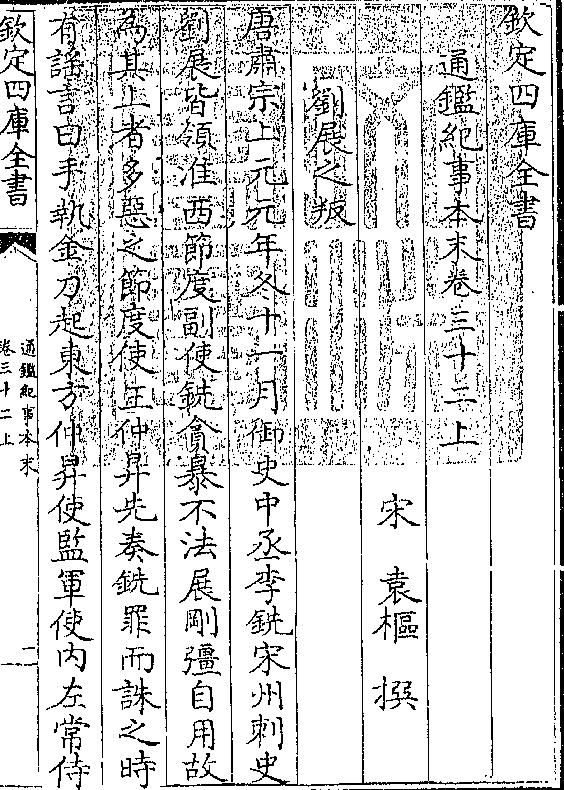 欽定四庫全書
通鑑紀事本末卷三十二上
宋 袁樞 撰
劉展之叛
唐肅宗上元元年冬十一月御史中丞李銑宋州刺史
劉展皆領淮西節度副使銑貪暴不法展剛彊自用故
為其上者多惡之節度使王仲昇先奏銑罪而誅之時
有謡言曰手執金刀起東方仲昇使監軍使内左常侍
欽定四庫全書
通鑑紀事本末
卷三十二上